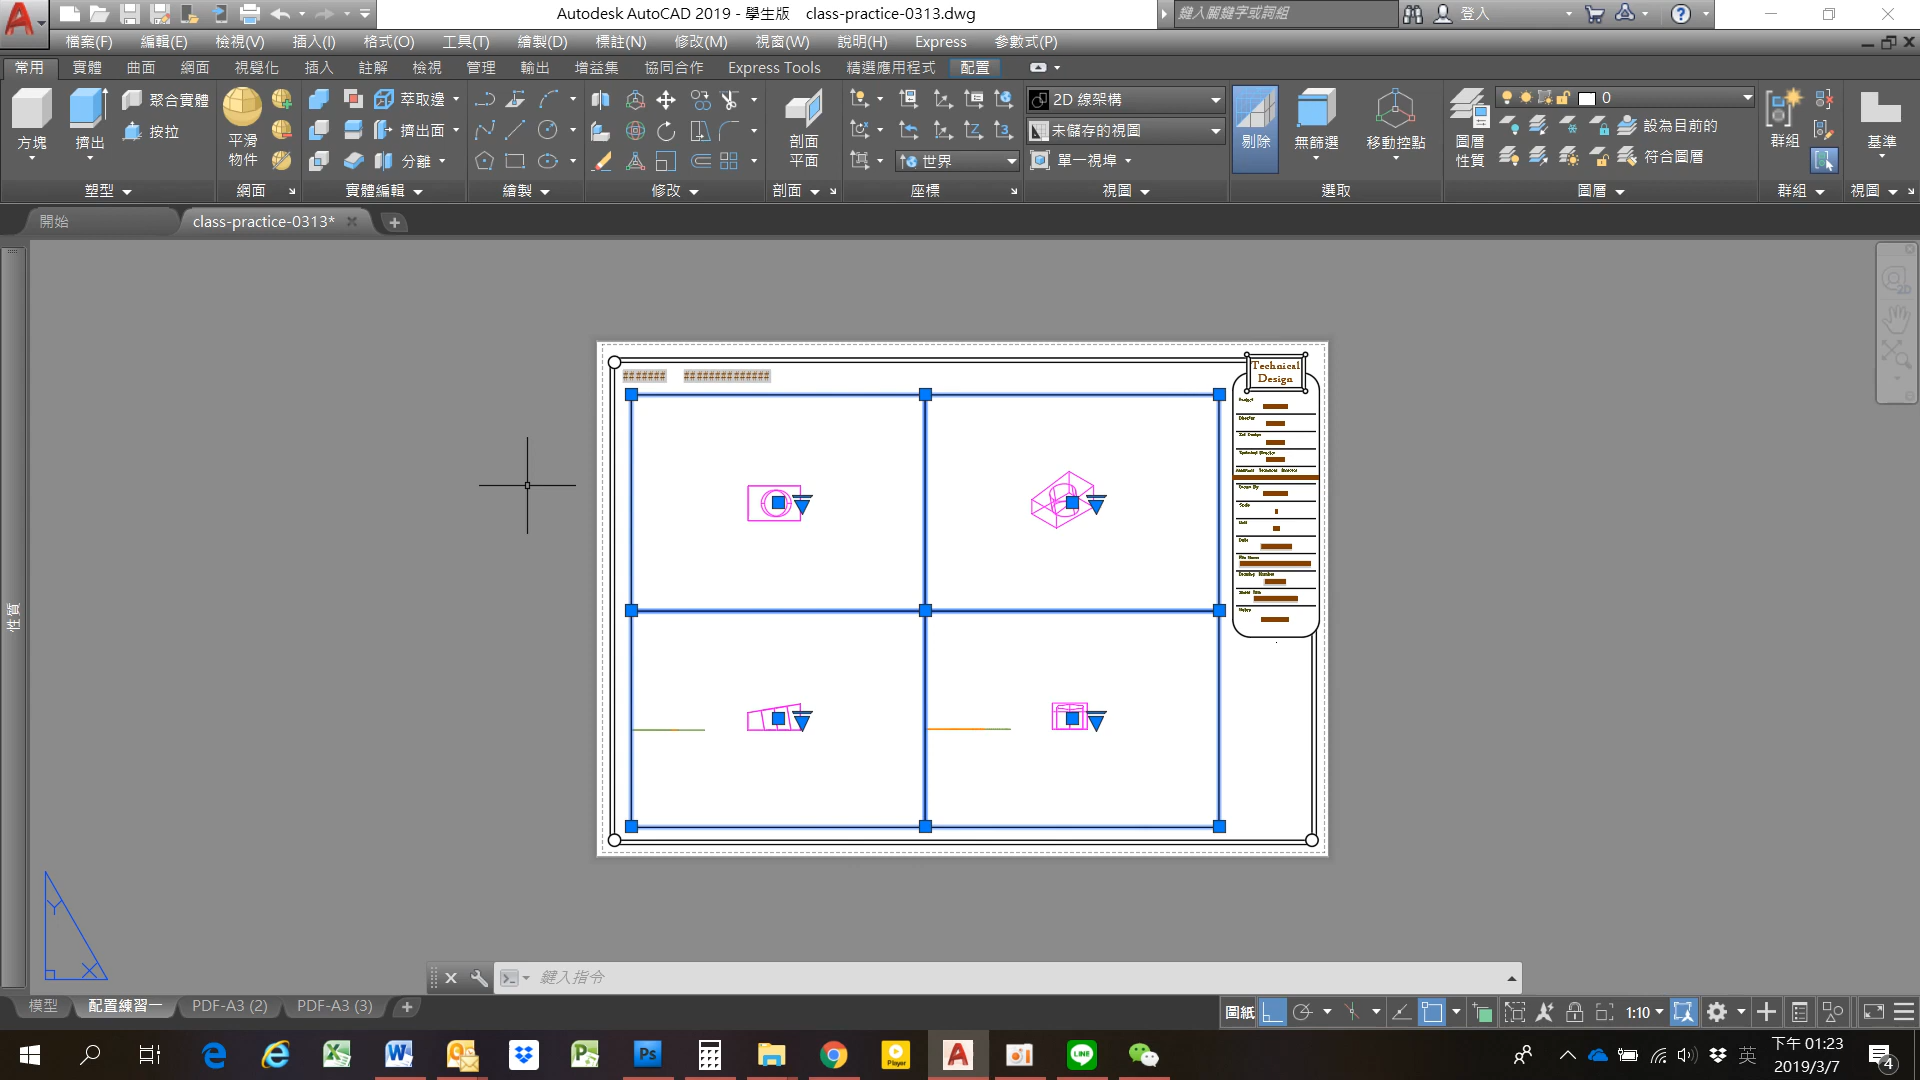 Autodesk AutoCAD 2019 - 學生版 class-practice-0313.dwg
鍵入關鍵字或詞組
登入
檔案(F) 編輯(E) 檢視(V) 插入(I) 格式(O) 工具(T) 繪製(D) 標註(N) 修改(M) 視窗(W) 說明(H) Express 參數式(P)
常用 實體 曲面 網面 視覺化 插入 註解 檢視 管理 輸出 增益集 協同合作 Express Tools 精選應用程式 配置
方塊
擠出
聚合實體
按拉
平滑
物件
萃取邊
擠出面
分離
剖面
平面
世界
2D 線架構
未儲存的視圖
單一視埠
剔除
無篩選
移動控點
圖層
性質
0
設為目前的
符合圖層
群組
基準
塑型 網面 實體編輯 繪製 修改 剖面 座標 視圖 選取 圖層 群組 視圖
開始 class-practice-0313*
性質
####### ##############
Technical
Design
Date
Y
X
鍵入指令
模型 配置練習一 PDF-A3 (2) PDF-A3 (3)
圖紙 1:10
英
下午 01:23
2019/3/7
4